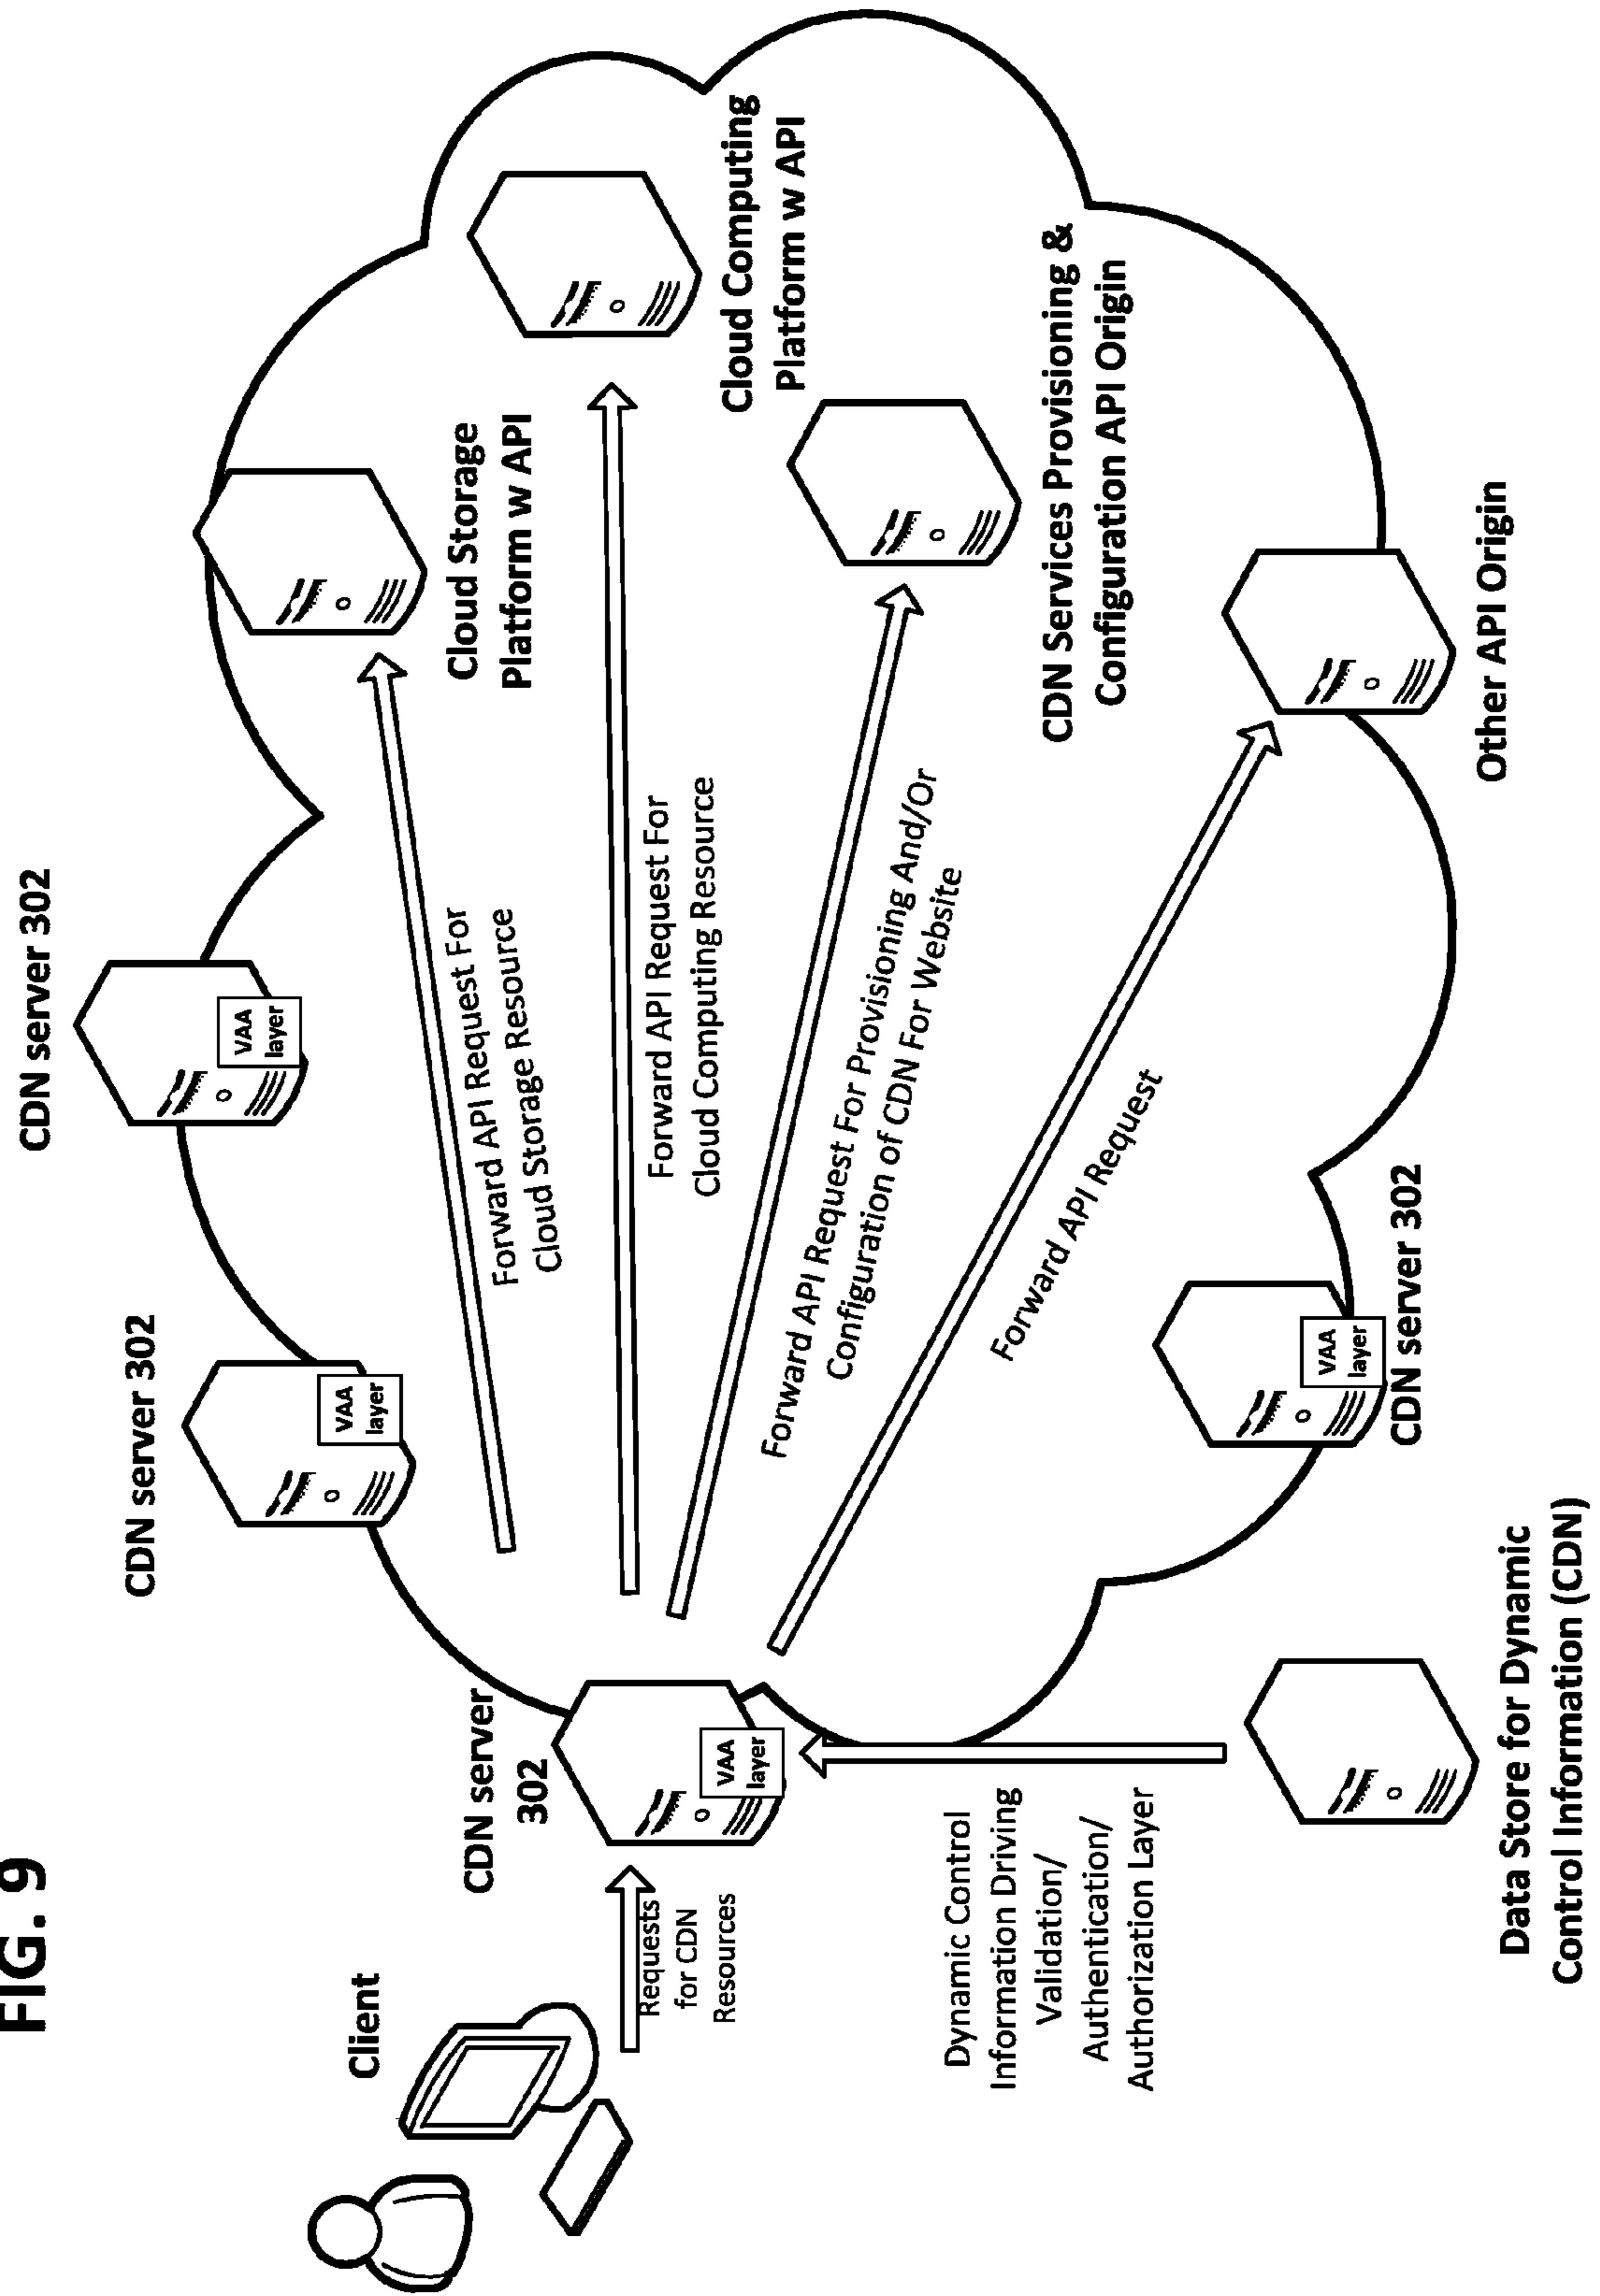 FIG. 9
Client
Requests
for CDN
Resources
CDN server
302
VAA
layer
CDN server 302
VAA
layer
CDN server 302
VAA
layer
CDN server 302
VAA
layer
Dynamic Control
Information Driving
Validation/
Authentication/
Authorization Layer
Data Store for Dynamic
Control Information (CDN)
Forward API Request For
Cloud Storage Resource
Cloud Storage
Platform w API
Forward API Request For
Cloud Computing Resource
Cloud Computing
Platform w API
Forward API Request For Provisioning And/Or
Configuration of CDN For Website
CDN Services Provisioning &
Configuration API Origin
Forward API Request
Other API Origin